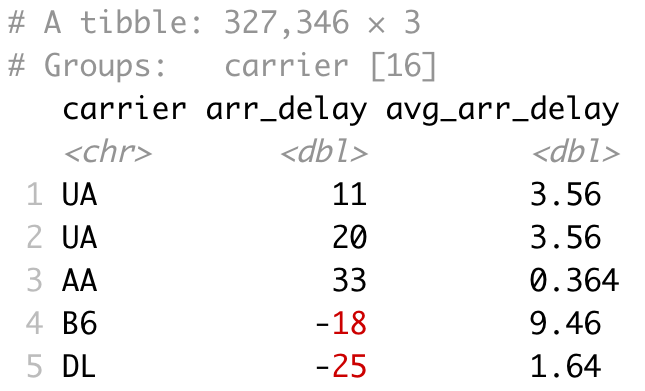 # A tibble: 327,346 × 3
# Groups:   carrier [16]
carrier arr_delay avg_arr_delay
<chr> <dbl> <dbl>
1 UA 11 3.56
2 UA 20 3.56
3 AA 33 0.364
4 B6 -18 9.46
5 DL -25 1.64